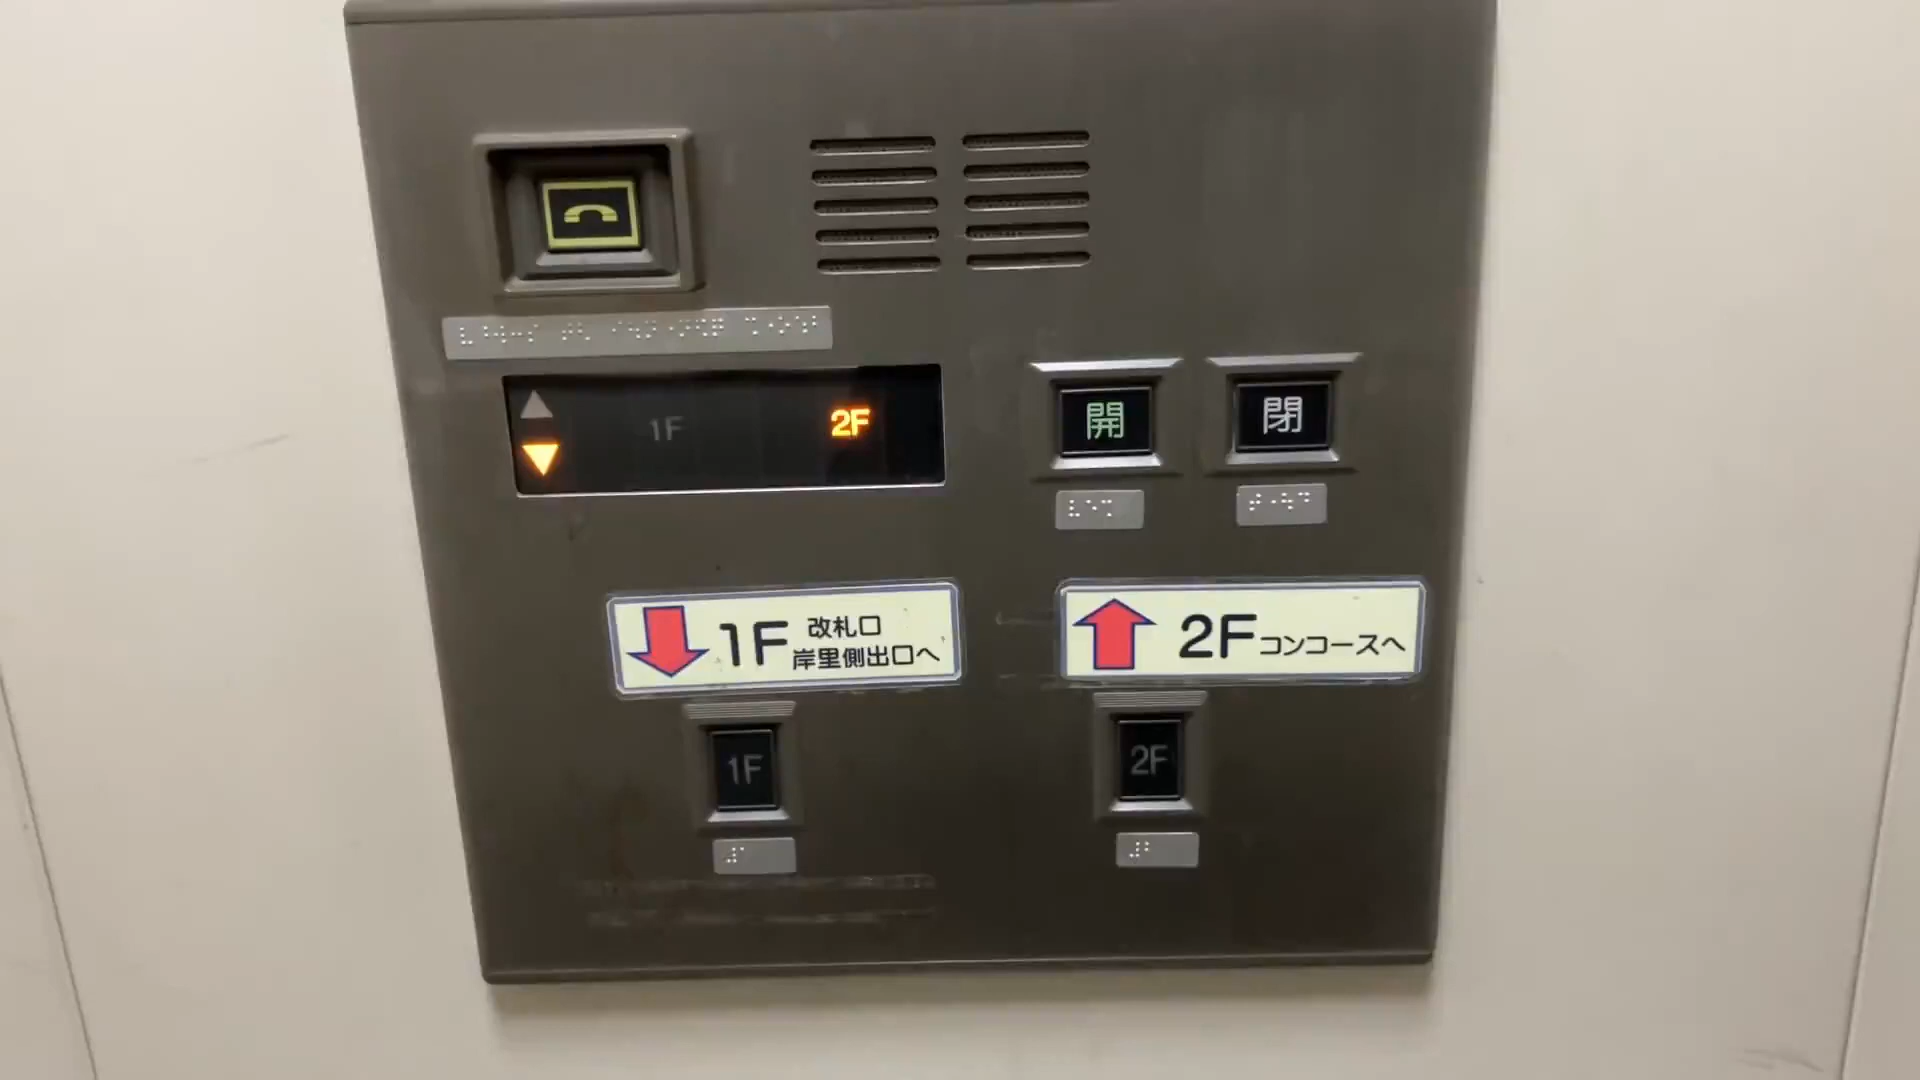 1F
2F
開
閉
1F 改札口
岸里側出口へ
2F コンコースへ
1F
2F